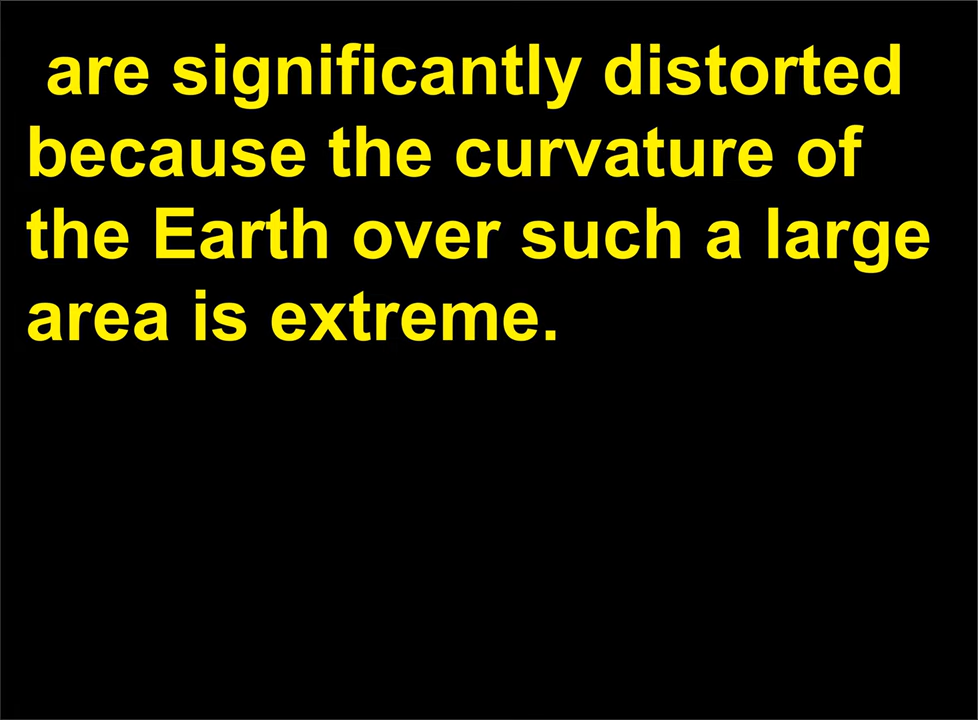 are significantly distorted
because the curvature of
the Earth over such a large
area is extreme.